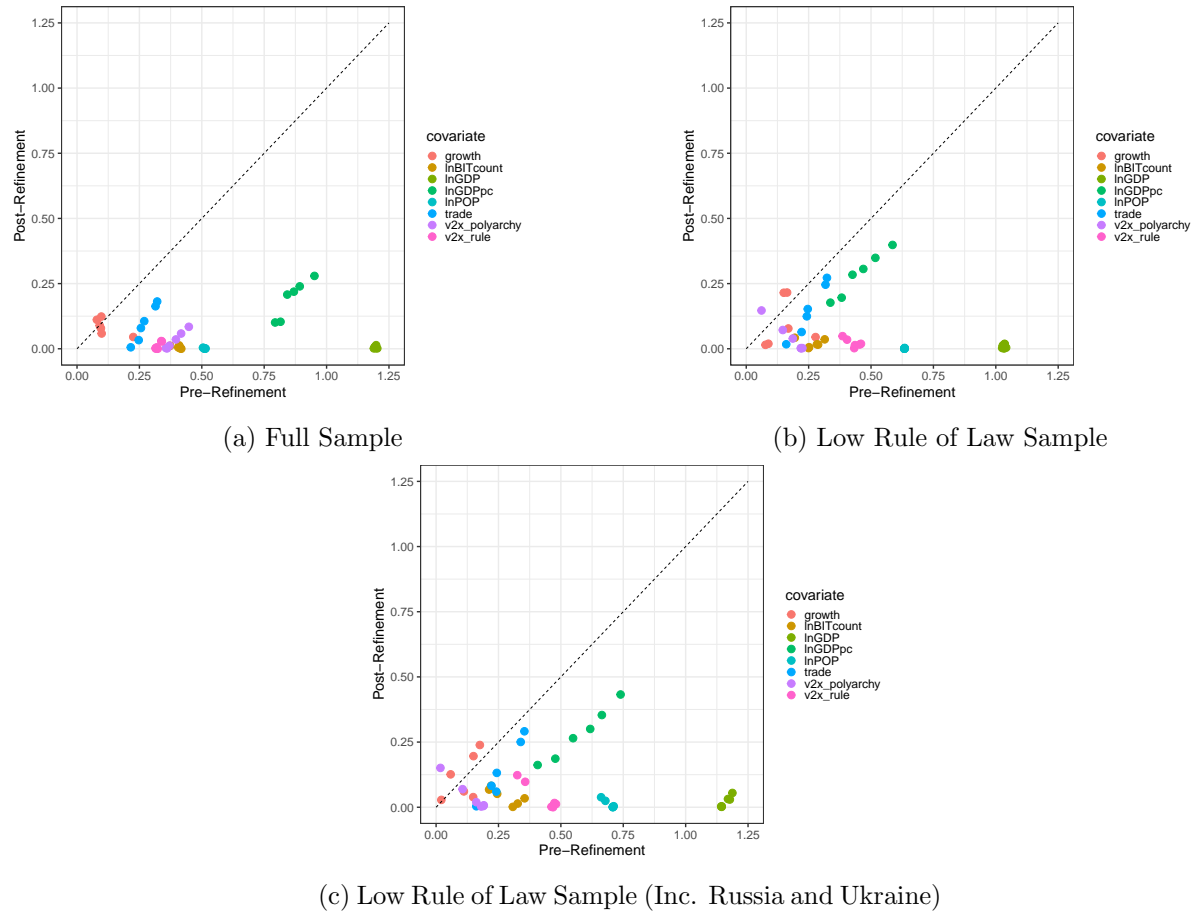 1.25
1.00
0.75
0.50
0.25
0.00
Post−Refinement
0.00 0.25 0.50 0.75 1.00 1.25
Pre−Refinement
covariate
growth
lnBITcount
lnGDP
lnGDPpc
lnPOP
trade
v2x_polyarchy
v2x_rule
(a) Full Sample
1.25
1.00
0.75
0.50
0.25
0.00
Post−Refinement
0.00 0.25 0.50 0.75 1.00 1.25
Pre−Refinement
covariate
growth
lnBITcount
lnGDP
lnGDPpc
lnPOP
trade
v2x_polyarchy
v2x_rule
(b) Low Rule of Law Sample
1.25
1.00
0.75
0.50
0.25
0.00
Post−Refinement
0.00 0.25 0.50 0.75 1.00 1.25
Pre−Refinement
covariate
growth
lnBITcount
lnGDP
lnGDPpc
lnPOP
trade
v2x_polyarchy
v2x_rule
(c) Low Rule of Law Sample (Inc. Russia and Ukraine)